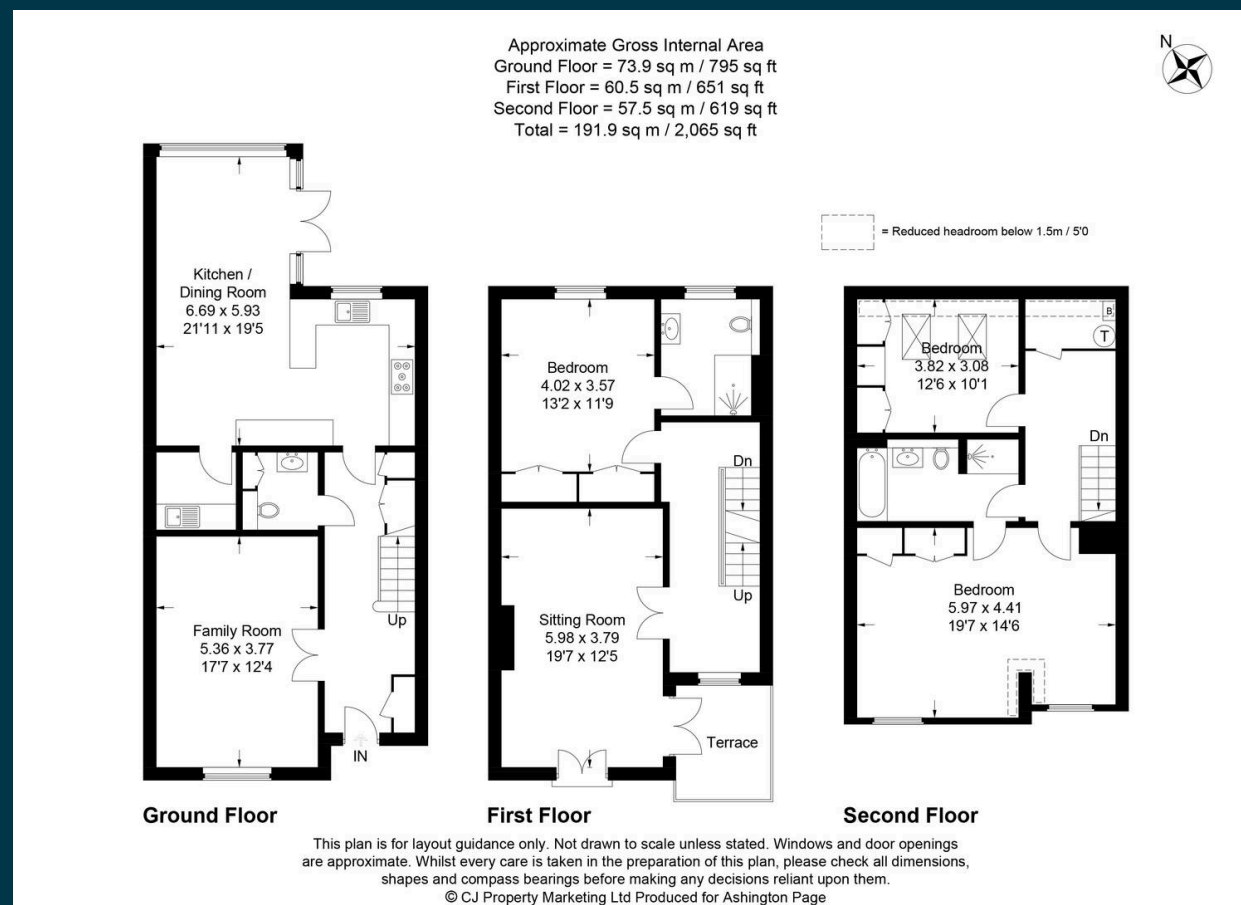 Approximate Gross Internal Area
Ground Floor = 73.9 sq m / 795 sq ft
First Floor = 60.5 sq m / 651 sq ft
Second Floor = 57.5 sq m / 619 sq ft
Total = 191.9 sq m / 2,065 sq ft
N
= Reduced headroom below 1.5m / 5'0
Kitchen /
Dining Room
6.69 x 5.93
21'11 x 19'5
Family Room
5.36 x 3.77
17'7 x 12'4
Up
IN
Ground Floor
Bedroom
4.02 x 3.57
13'2 x 11'9
Dn
Up
Sitting Room
5.98 x 3.79
19'7 x 12'5
Terrace
First Floor
B
T
Bedroom
3.82 x 3.08
12'6 x 10'1
Dn
Bedroom
5.97 x 4.41
19'7 x 14'6
Second Floor
This plan is for layout guidance only. Not drawn to scale unless stated. Windows and door openings
are approximate. Whilst every care is taken in the preparation of this plan, please check all dimensions,
shapes and compass bearings before making any decisions reliant upon them.
© CJ Property Marketing Ltd Produced for Ashington Page